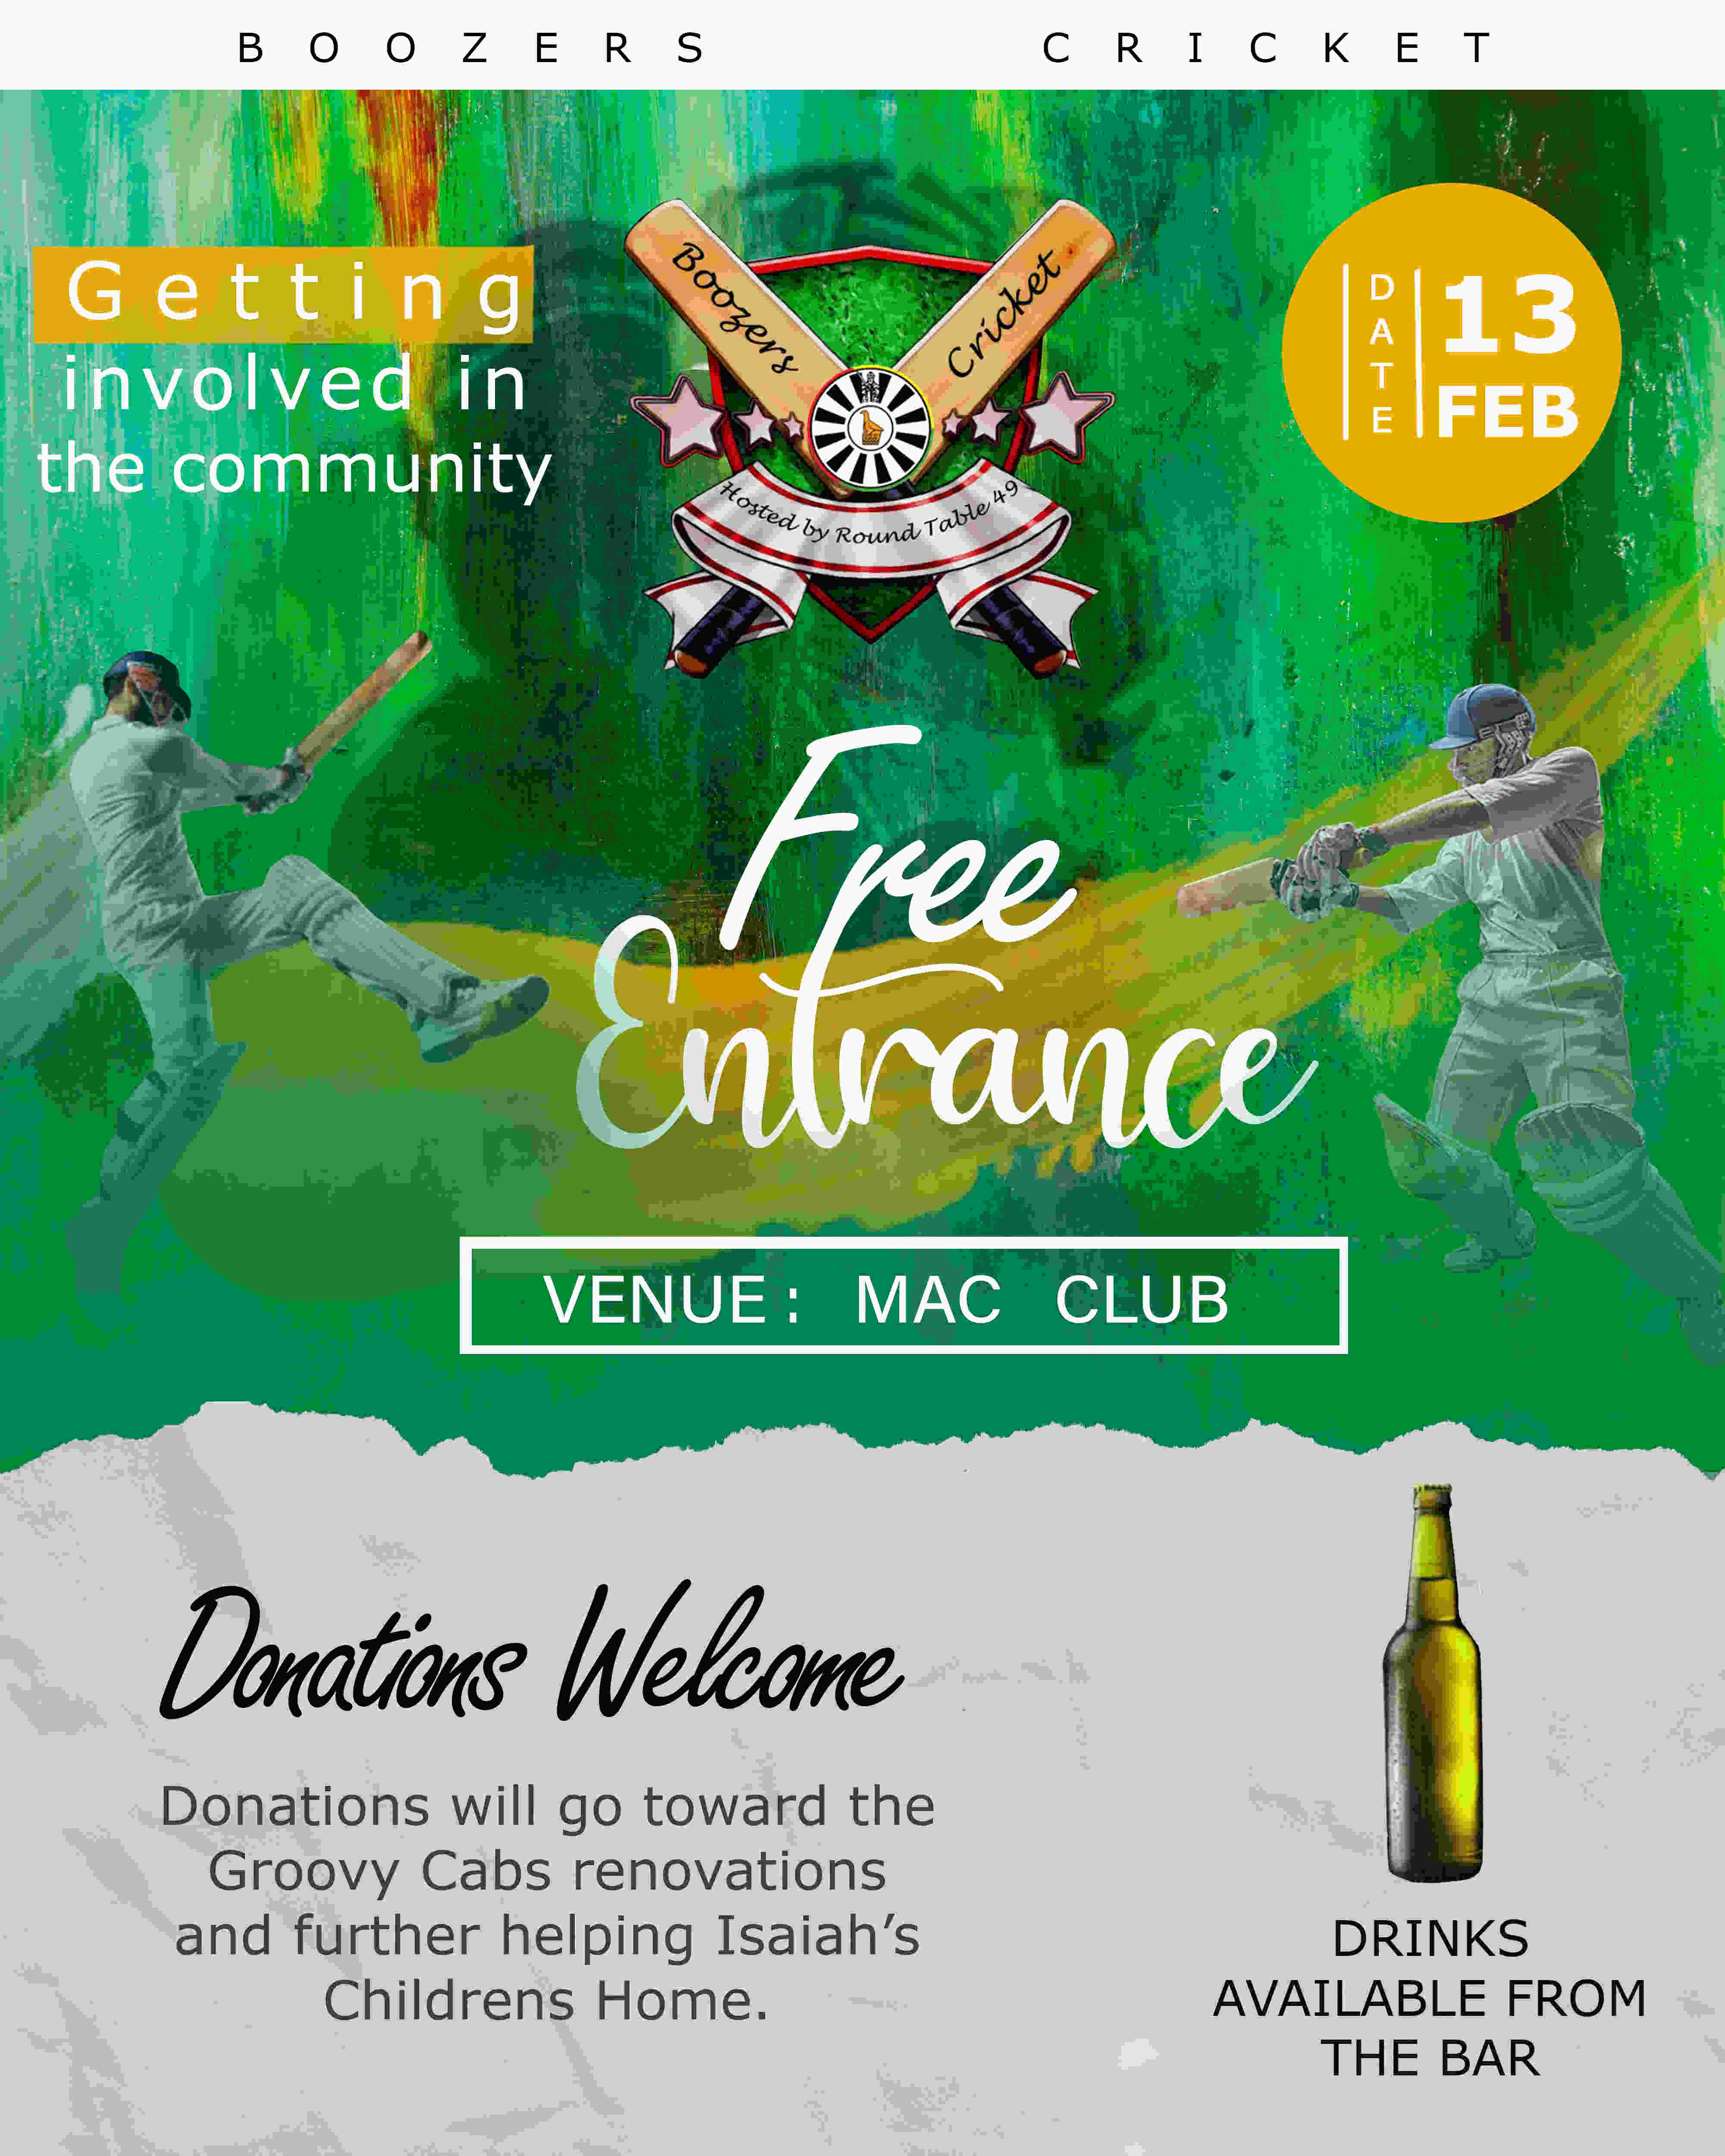 BOOZERS CRICKET
Getting
involved in
the community
Boozers
Cricket
Hosted by Round Table 49
DATE
13
FEB
Free
Entrance
VENUE: MAC CLUB
Donations Welcome
Donations will go toward the
Groovy Cabs renovations
and further helping Isaiah’s
Childrens Home.
DRINKS
AVAILABLE FROM
THE BAR